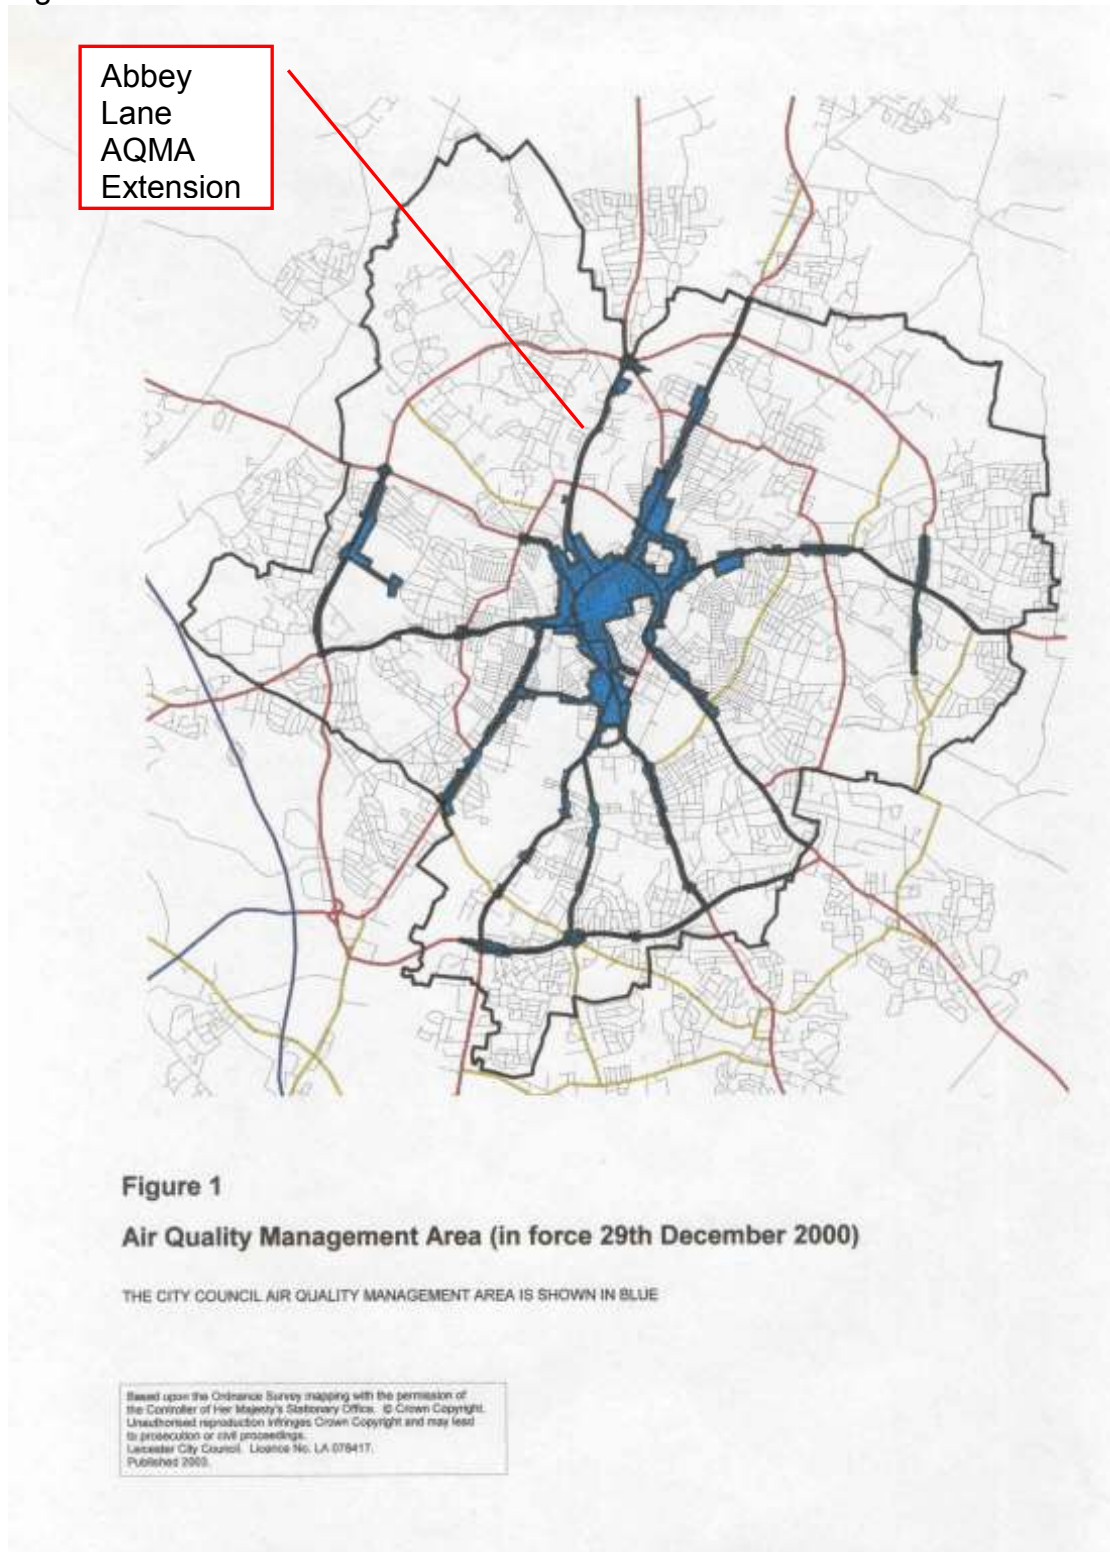 Abbey
Lane
AQMA
Extension
Figure 1
Air Quality Management Area (in force 29th December 2000)
THE CITY COUNCIL AIR QUALITY MANAGEMENT AREA IS SHOWN IN BLUE
Based upon the Ordnance Survey mapping with the permission of
the Controller of Her Majesty's Stationary Office. © Crown Copyright.
Unauthorised reproduction infringes Crown Copyright and may lead
to prosecution or civil proceedings.
Leicester City Council. Licence No. LA 078417.
Published 2003.